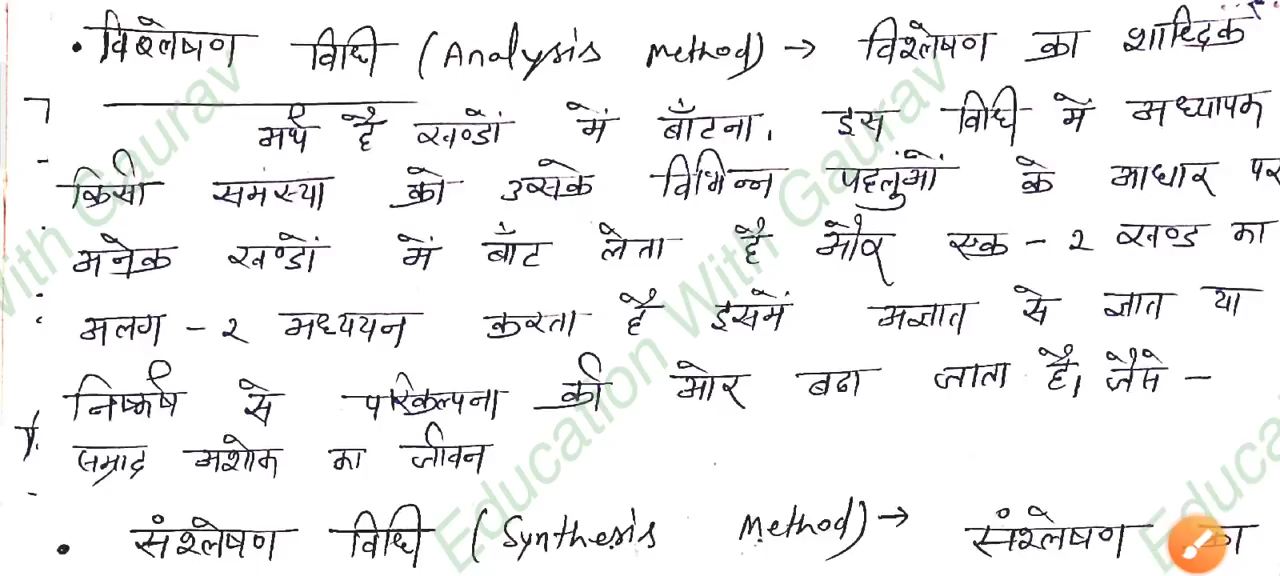 • विश्लेषण विधि (Analysis Method) → विश्लेषण का शाब्दिक
अर्थ है खण्डों में बाँटना। इस विधि में अध्यापक
किसी समस्या को उसके विभिन्न पहलुओं के आधार पर
अनेक खण्डों में बाँट लेता है और एक - २ खण्ड का
अलग - २ अध्ययन करता है इसमें अज्ञात से ज्ञात या
निष्कर्ष से परिकल्पना की ओर बढा जाता है। जैसे -
सम्राट अशोक का जीवन
• संश्लेषण विधि (Synthesis Method) → संश्लेषण का
Education With Gaurav